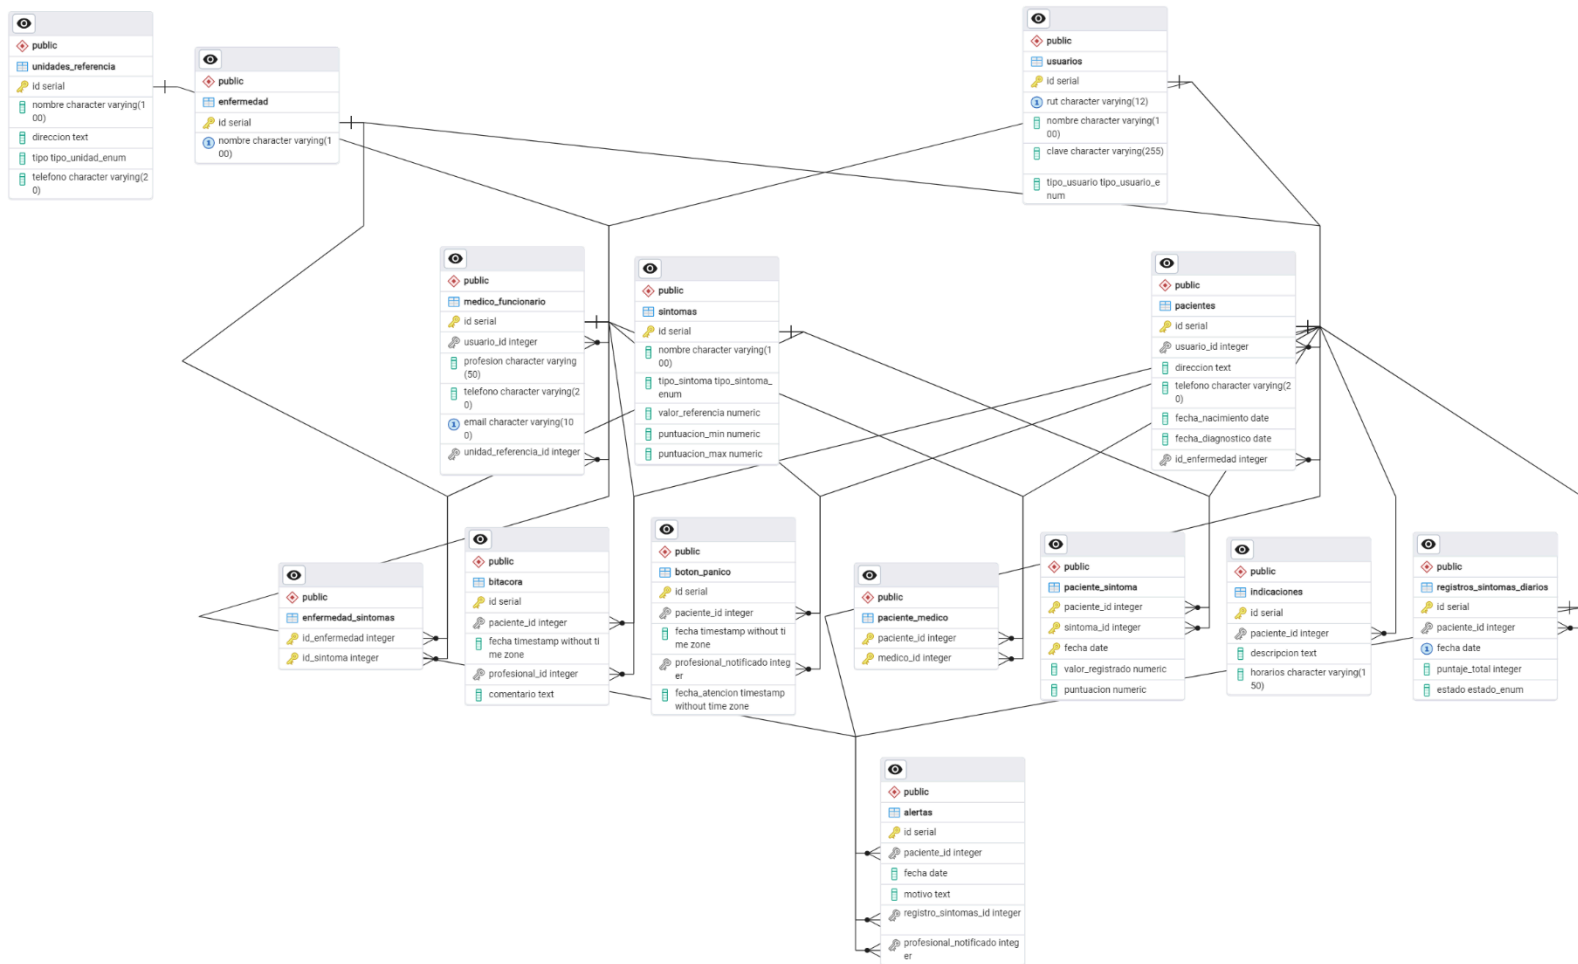 public
unidades_referencia
id serial
nombre character varying(1
00)
direccion text
tipo tipo_unidad_enum
telefono character varying(2
0)
public
enfermedad
id serial
nombre character varying(1
00)
public
usuarios
id serial
rut character varying(12)
nombre character varying(1
00)
clave character varying(255)
tipo_usuario tipo_usuario_e
num
public
medico_funcionario
id serial
usuario_id integer
profesion character varying
(50)
telefono character varying(2
0)
email character varying(10
0)
unidad_referencia_id integer
public
sintomas
id serial
nombre character varying(1
00)
tipo_sintoma tipo_sintoma_
enum
valor_referencia numeric
puntuacion_min numeric
puntuacion_max numeric
public
pacientes
id serial
usuario_id integer
direccion text
telefono character varying(2
0)
fecha_nacimiento date
fecha_diagnostico date
id_enfermedad integer
public
enfermedad_sintomas
id_enfermedad integer
id_sintoma integer
public
bitacora
id serial
paciente_id integer
fecha timestamp without ti
me zone
profesional_id integer
comentario text
public
boton_panico
id serial
paciente_id integer
fecha timestamp without ti
me zone
profesional_notificado integ
er
fecha_atencion timestamp
without time zone
public
paciente_medico
paciente_id integer
medico_id integer
public
paciente_sintoma
paciente_id integer
sintoma_id integer
fecha date
valor_registrado numeric
puntuacion numeric
public
indicaciones
id serial
paciente_id integer
descripcion text
horarios character varying(1
50)
public
registros_sintomas_diarios
id serial
paciente_id integer
fecha date
puntaje_total integer
estado estado_enum
public
alertas
id serial
paciente_id integer
fecha date
motivo text
registro_sintomas_id integer
profesional_notificado integ
er